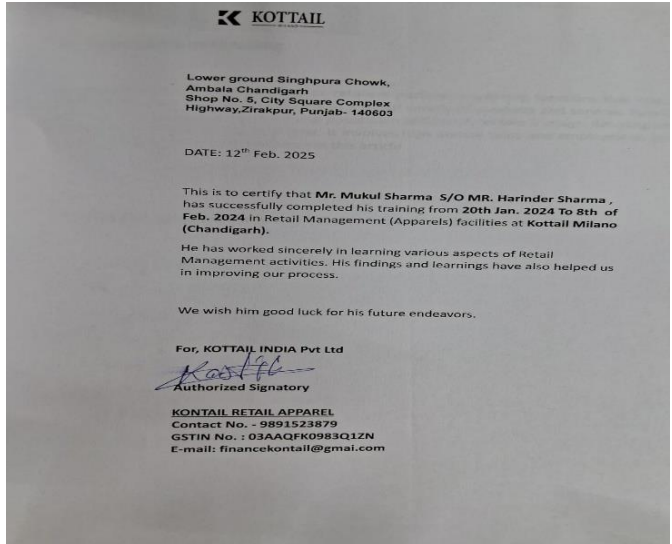 KOTTAIL
Lower ground Singhpura Chowk,
Ambala Chandigarh
Shop No. 5, City Square Complex
Highway,Zirakpur, Punjab- 140603
DATE: 12th Feb. 2025
This is to certify that Mr. Mukul Sharma S/O MR. Harinder Sharma ,
has successfully completed his training from 20th Jan. 2024 To 8th of
Feb. 2024 in Retail Management (Apparels) facilities at Kottail Milano
(Chandigarh).
He has worked sincerely in learning various aspects of Retail
Management activities. His findings and learnings have also helped us
in improving our process.
We wish him good luck for his future endeavors.
For, KOTTAIL INDIA Pvt Ltd
Authorized Signatory
KONTAIL RETAIL APPAREL
Contact No. - 9891523879
GSTIN No. : 03AAQFK0983Q1ZN
E-mail: financekontail@gmai.com